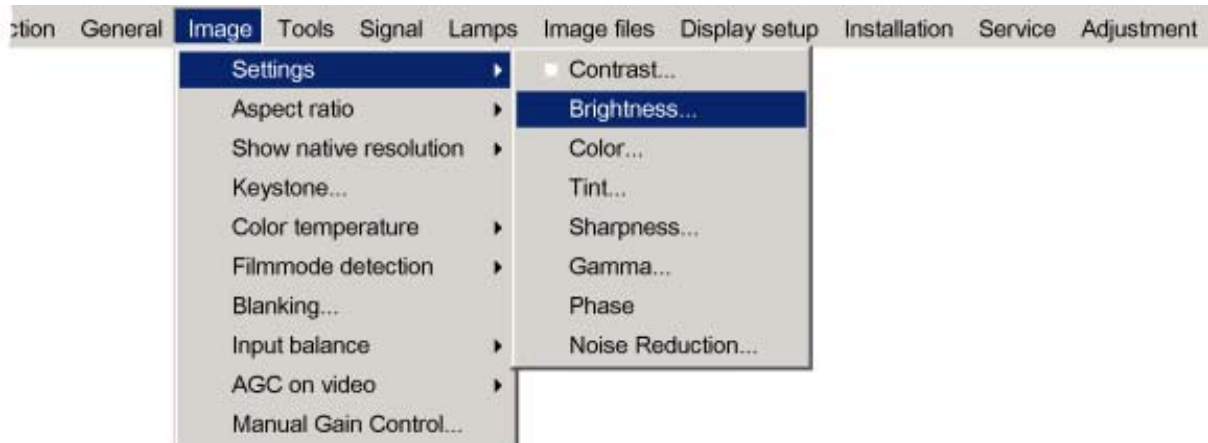 ction General Image Tools Signal Lamps Image files Display setup Installation Service Adjustment
Settings
Aspect ratio
Show native resolution
Keystone...
Color temperature
Filmmode detection
Blanking...
Input balance
AGC on video
Manual Gain Control...
Contrast...
Brightness...
Color...
Tint...
Sharpness...
Gamma...
Phase
Noise Reduction...